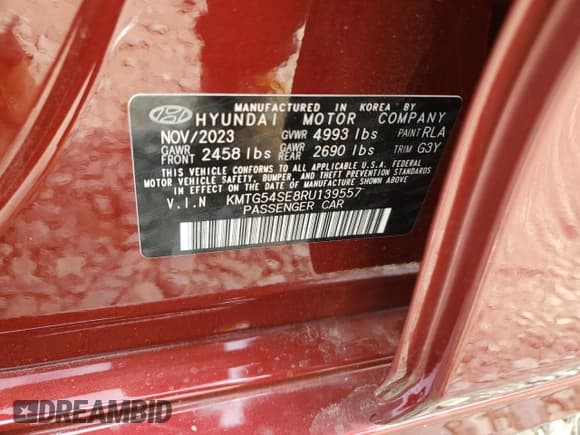 MANUFACTURED IN KOREA BY
HYUNDAI MOTOR COMPANY
NOV/2023 GVWR 4993 lbs PAINT RLA
GAWR FRONT 2458 lbs GAWR REAR 2690 lbs TRIM G3Y
THIS VEHICLE CONFORMS TO ALL APPLICABLE U.S.A. FEDERAL
MOTOR VEHICLE SAFETY, BUMPER, AND THEFT PREVENTION STANDARDS
IN EFFECT ON THE DATE OF MANUFACTURE SHOWN ABOVE.
V.I.N KMTG54SE8RU139557
PASSENGER CAR
DREAMBID